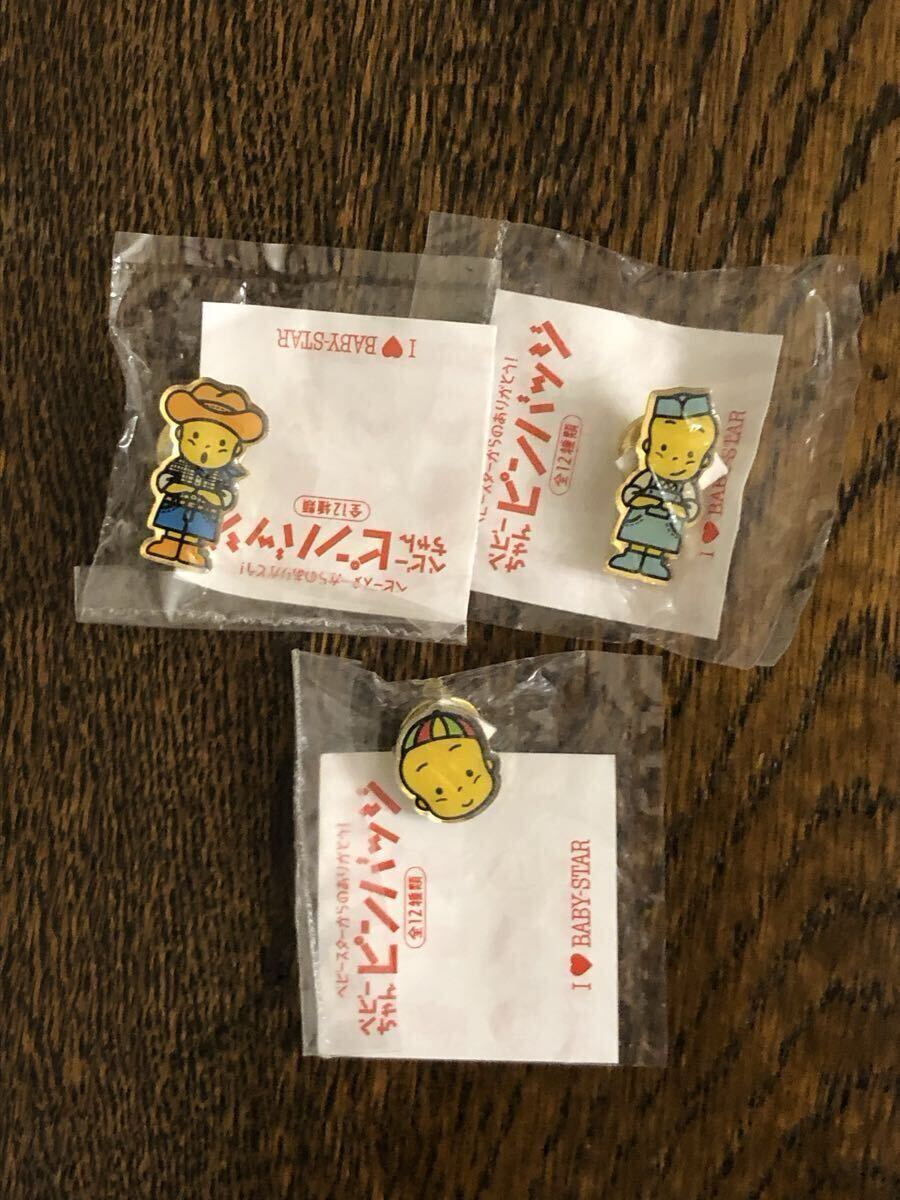 I ♥ BABY-STAR
ベビースターからのありがとう!
ベビーちゃん
ピンバッジ
全12種類
ベビースターからのありがとう!
ベビーちゃん
ピンバッジ
全12種類
I ♥ BABY-STAR
ベビースターからのありがとう!
ベビーちゃん
ピンバッジ
全12種類
I ♥ BABY-STAR